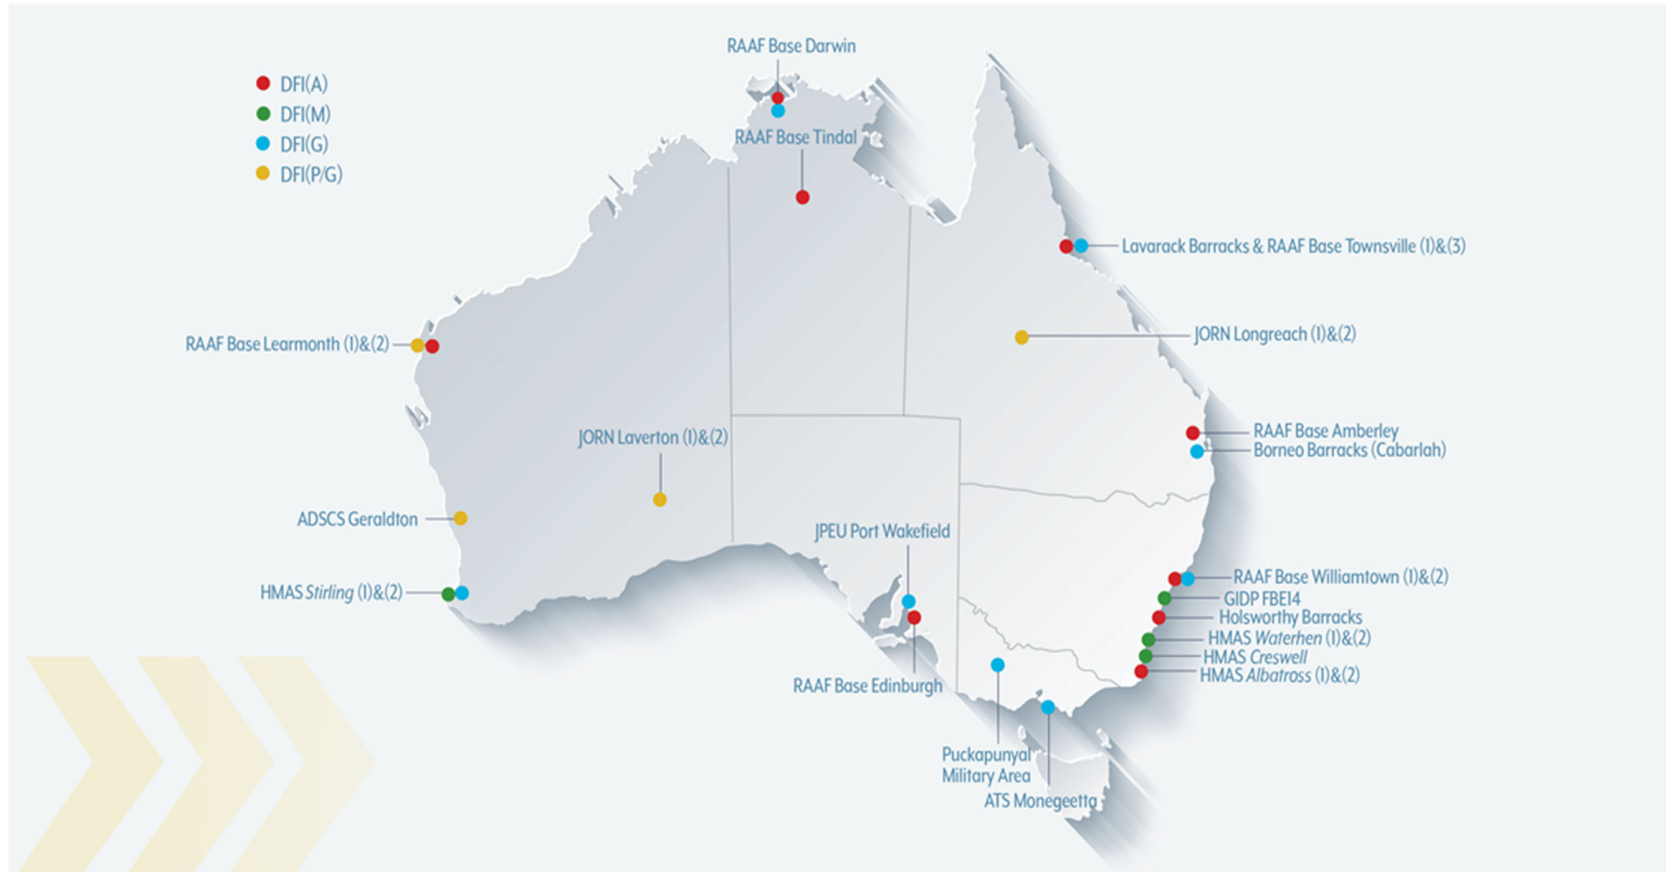 RAAF Base Darwin
DFI(A)
DFI(M)
DFI(G)
DFI(P/G)
RAAF Base Tindal
Lavarack Barracks & RAAF Base Townsville (1)&(3)
JORN Longreach (1)&(2)
RAAF Base Learmonth (1)&(2)
RAAF Base Amberley
Borneo Barracks (Cabarlah)
JORN Laverton (1)&(2)
ADSCS Geraldton
JPEU Port Wakefield
HMAS Stirling (1)&(2)
RAAF Base Williamtown (1)&(2)
GIDP FBE14
Holsworthy Barracks
HMAS Waterhen (1)&(2)
HMAS Creswell
HMAS Albatross (1)&(2)
RAAF Base Edinburgh
Puckapunyal
Military Area
ATS Monegeetta